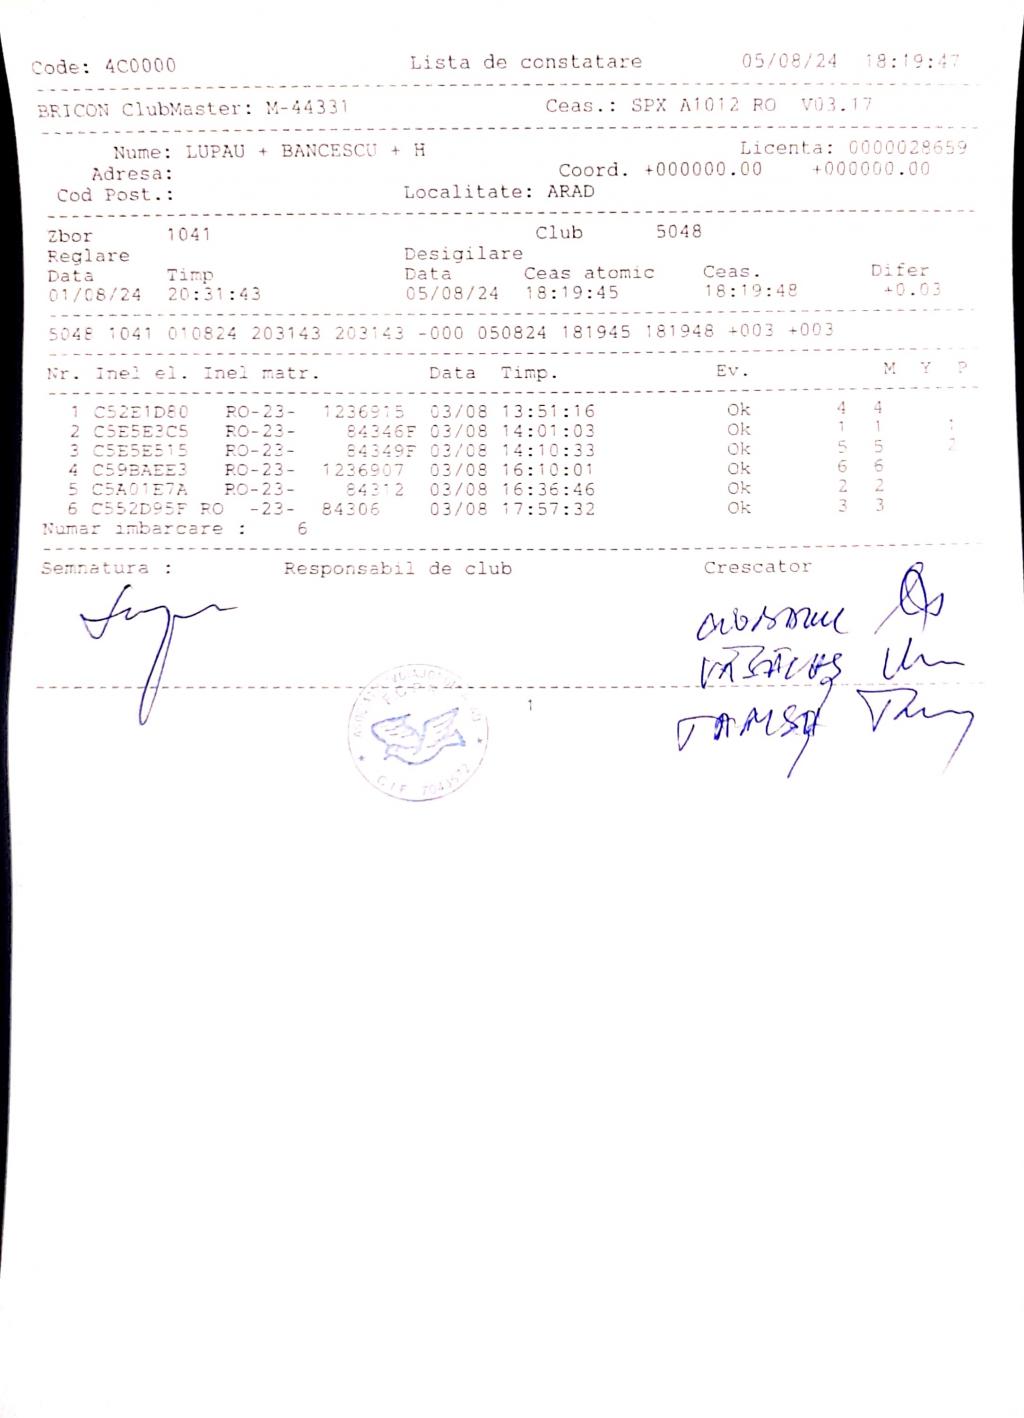 Code: 4C0000 Lista de constatare 05/08/24 18:19:47
BRICON ClubMaster: M-44331 Ceas.: SPX A1012 RO V03.17
Nume: LUPAU + BANCESCU + H Licenta: 0000028659
Adresa: Coord. +000000.00 +000000.00
Cod Post.: Localitate: ARAD
Zbor 1041 Club 5048
Reglare Desigilare
Data Timp Data Ceas atomic Ceas. Difer
01/08/24 20:31:43 05/08/24 18:19:45 18:19:48 +0.03
5048 1041 010824 203143 203143 -000 050824 181945 181948 +003 +003
Nr. Inel el. Inel matr. Data Timp. Ev. M Y P
1 C52E1D80 RO-23- 1236915 03/08 13:51:16 Ok 4 4
2 C5E5E3C5 RO-23- 84346F 03/08 14:01:03 Ok 1 1 1
3 C5E5E515 RO-23- 84349F 03/08 14:10:33 Ok 5 5 2
4 C59BAEE3 RO-23- 1236907 03/08 16:10:01 Ok 6 6
5 C5A01E7A RO-23- 84312 03/08 16:36:46 Ok 2 2
6 C552D95F RO -23- 84306 03/08 17:57:32 Ok 3 3
Numar imbarcare : 6
Semnatura : Responsabil de club Crescator
1
C.I.F. 7043572